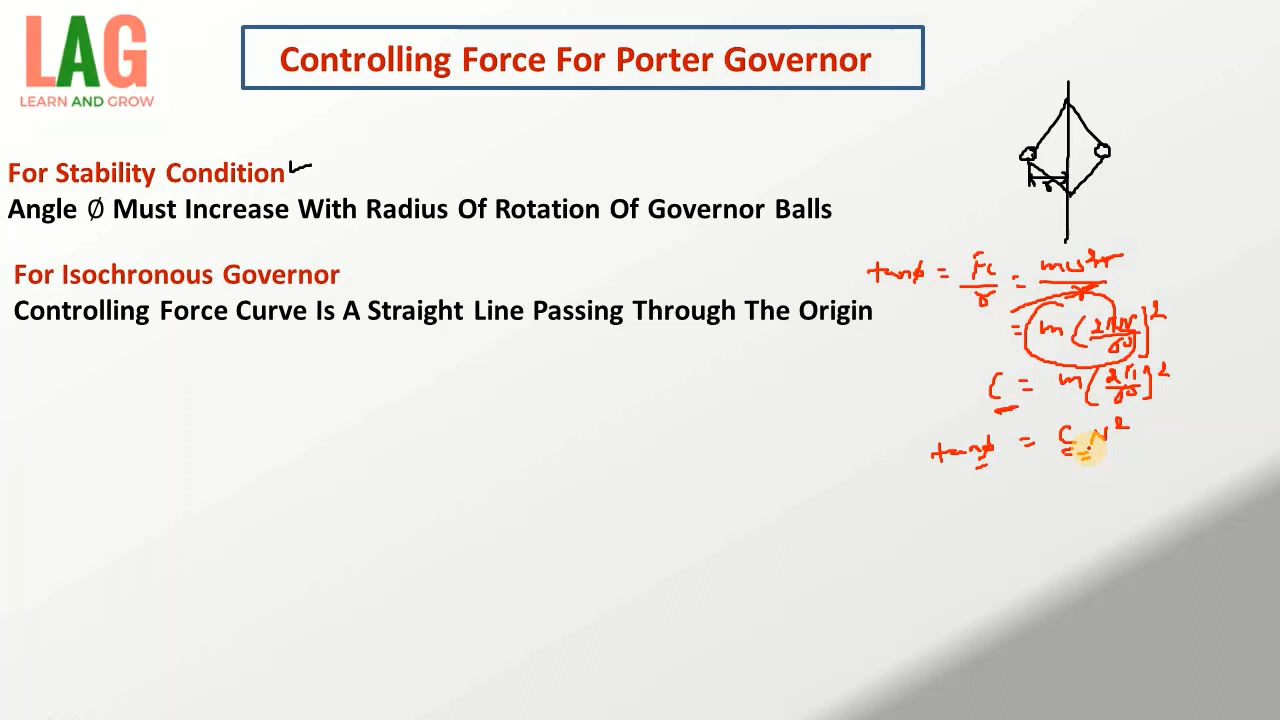 LAG
LEARN AND GROW
Controlling Force For Porter Governor
For Stability Condition
Angle Ø Must Increase With Radius Of Rotation Of Governor Balls
For Isochronous Governor
Controlling Force Curve Is A Straight Line Passing Through The Origin
r
tanϕ = Fc/r = mω²r/r
= m(2πN/60)²
C = m(2π/60)²
tanϕ = C N²